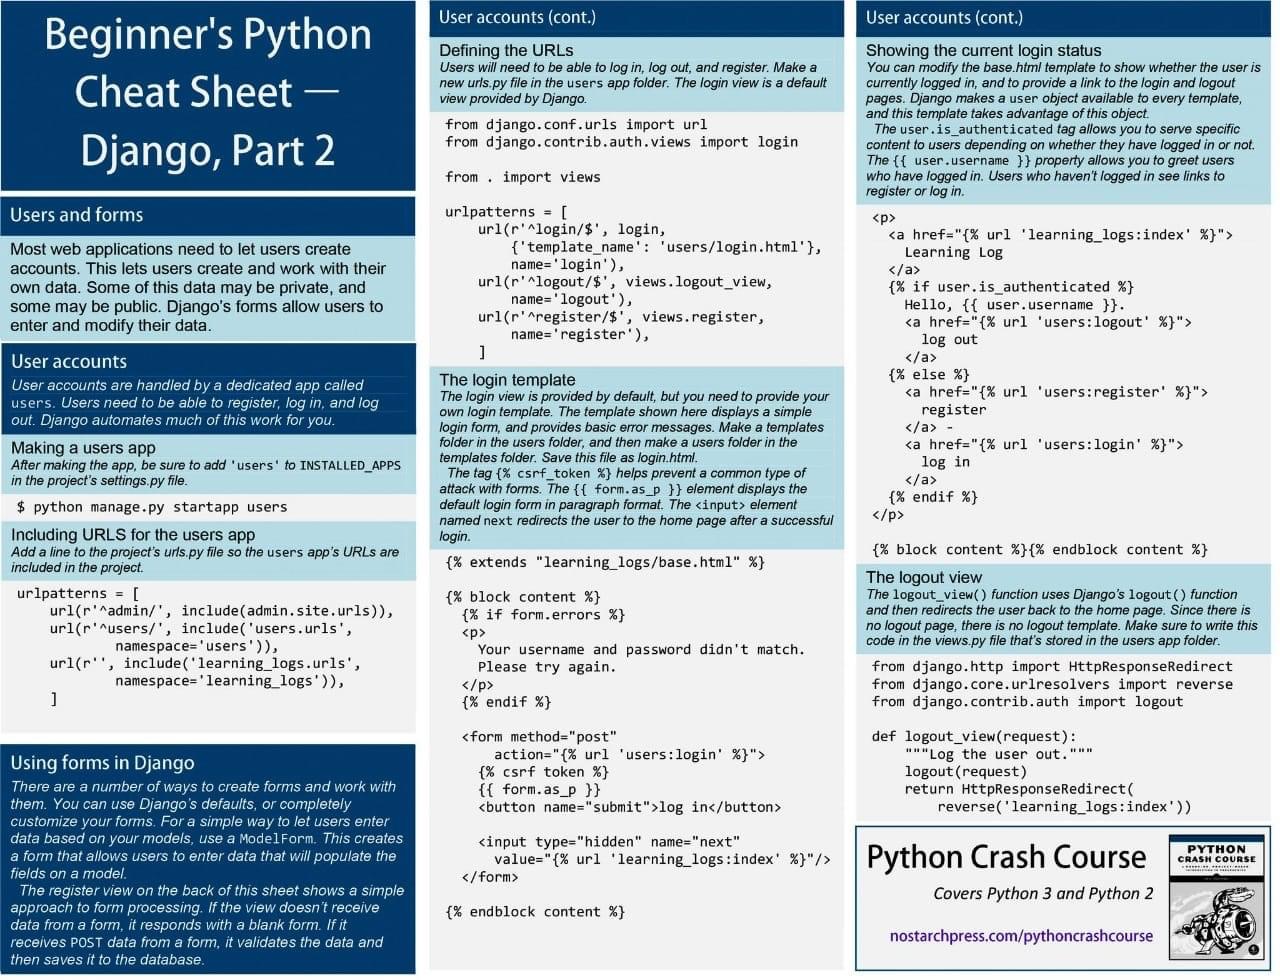 Beginner's Python
Cheat Sheet —
Django, Part 2
Users and forms
Most web applications need to let users create
accounts. This lets users create and work with their
own data. Some of this data may be private, and
some may be public. Django's forms allow users to
enter and modify their data.
User accounts
User accounts are handled by a dedicated app called
users. Users need to be able to register, log in, and log
out. Django automates much of this work for you.
Making a users app
After making the app, be sure to add 'users' to INSTALLED_APPS
in the project's settings.py file.
$ python manage.py startapp users
Including URLS for the users app
Add a line to the project's urls.py file so the users app's URLs are
included in the project.
urlpatterns = [
    url(r'^admin/', include(admin.site.urls)),
    url(r'^users/', include('users.urls',
            namespace='users')),
    url(r'', include('learning_logs.urls',
            namespace='learning_logs')),
    ]
Using forms in Django
There are a number of ways to create forms and work with
them. You can use Django's defaults, or completely
customize your forms. For a simple way to let users enter
data based on your models, use a ModelForm. This creates
a form that allows users to enter data that will populate the
fields on a model.
The register view on the back of this sheet shows a simple
approach to form processing. If the view doesn't receive
data from a form, it responds with a blank form. If it
receives POST data from a form, it validates the data and
then saves it to the database.
User accounts (cont.)
Defining the URLs
Users will need to be able to log in, log out, and register. Make a
new urls.py file in the users app folder. The login view is a default
view provided by Django.
from django.conf.urls import url
from django.contrib.auth.views import login
from . import views
urlpatterns = [
    url(r'^login/$', login,
        {'template_name': 'users/login.html'},
        name='login'),
    url(r'^logout/$', views.logout_view,
        name='logout'),
    url(r'^register/$', views.register,
        name='register'),
    ]
The login template
The login view is provided by default, but you need to provide your
own login template. The template shown here displays a simple
login form, and provides basic error messages. Make a templates
folder in the users folder, and then make a users folder in the
templates folder. Save this file as login.html.
The tag {% csrf_token %} helps prevent a common type of
attack with forms. The {{ form.as_p }} element displays the
default login form in paragraph format. The <input> element
named next redirects the user to the home page after a successful
login.
{% extends "learning_logs/base.html" %}
{% block content %}
  {% if form.errors %}
  <p>
    Your username and password didn't match.
    Please try again.
  </p>
  {% endif %}
  <form method="post"
      action="{% url 'users:login' %}">
    {% csrf token %}
    {{ form.as_p }}
    <button name="submit">log in</button>
    <input type="hidden" name="next"
      value="{% url 'learning_logs:index' %}"/>
  </form>
{% endblock content %}
User accounts (cont.)
Showing the current login status
You can modify the base.html template to show whether the user is
currently logged in, and to provide a link to the login and logout
pages. Django makes a user object available to every template,
and this template takes advantage of this object.
The user.is_authenticated tag allows you to serve specific
content to users depending on whether they have logged in or not.
The {{ user.username }} property allows you to greet users
who have logged in. Users who haven't logged in see links to
register or log in.
<p>
  <a href="{% url 'learning_logs:index' %}">
    Learning Log
  </a>
  {% if user.is_authenticated %}
    Hello, {{ user.username }}.
    <a href="{% url 'users:logout' %}">
      log out
    </a>
  {% else %}
    <a href="{% url 'users:register' %}">
      register
    </a> -
    <a href="{% url 'users:login' %}">
      log in
    </a>
  {% endif %}
</p>
{% block content %}{% endblock content %}
The logout view
The logout_view() function uses Django's logout() function
and then redirects the user back to the home page. Since there is
no logout page, there is no logout template. Make sure to write this
code in the views.py file that's stored in the users app folder.
from django.http import HttpResponseRedirect
from django.core.urlresolvers import reverse
from django.contrib.auth import logout
def logout_view(request):
    """Log the user out."""
    logout(request)
    return HttpResponseRedirect(
        reverse('learning_logs:index'))
Python Crash Course
Covers Python 3 and Python 2
nostarchpress.com/pythoncrashcourse
PYTHON
CRASH COURSE